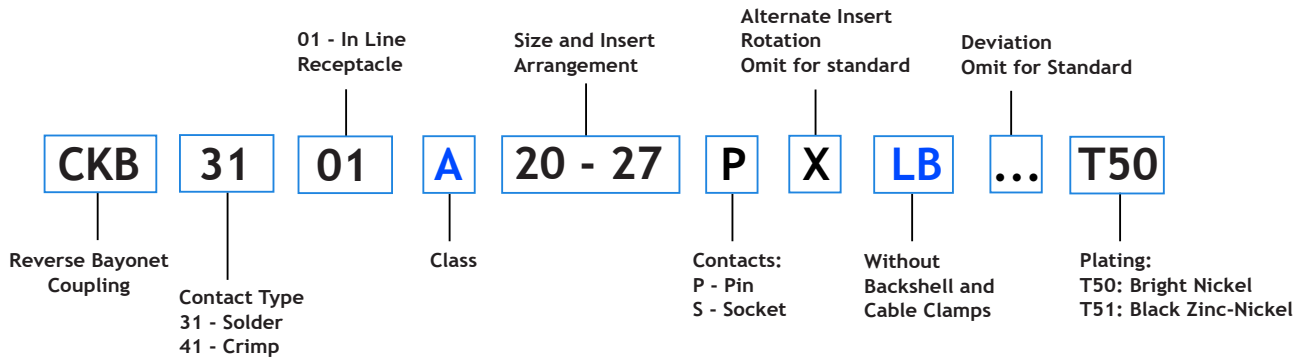 01 - In Line
Receptacle
Size and Insert
Arrangement
Alternate Insert
Rotation
Omit for standard
Deviation
Omit for Standard
CKB 31 01 A 20 - 27 P X LB ... T50
Reverse Bayonet
Coupling
Contact Type
31 - Solder
41 - Crimp
Class
Contacts:
P - Pin
S - Socket
Without
Backshell and
Cable Clamps
Plating:
T50: Bright Nickel
T51: Black Zinc-Nickel